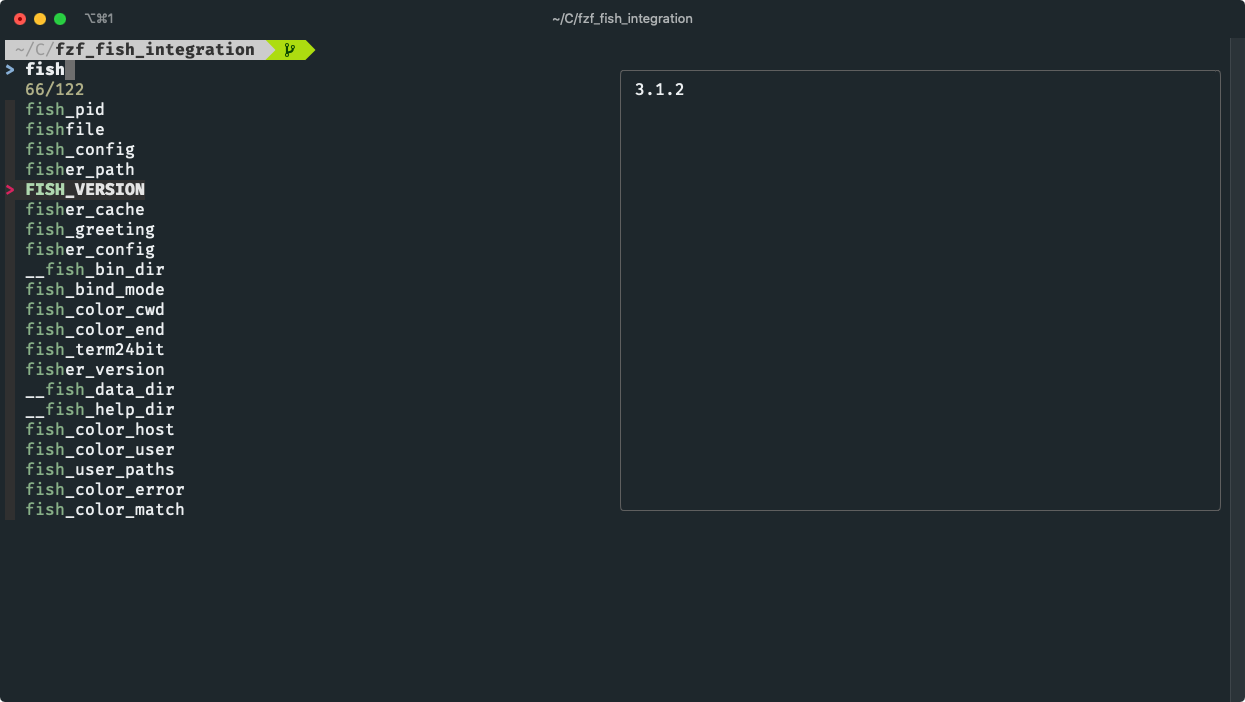 ⌥⌘1
~/C/fzf_fish_integration
~/C/fzf_fish_integration
> fish
66/122
fish_pid
fishfile
fish_config
fisher_path
> FISH_VERSION
fisher_cache
fish_greeting
fisher_config
__fish_bin_dir
fish_bind_mode
fish_color_cwd
fish_color_end
fish_term24bit
fisher_version
__fish_data_dir
__fish_help_dir
fish_color_host
fish_color_user
fish_user_paths
fish_color_error
fish_color_match
3.1.2